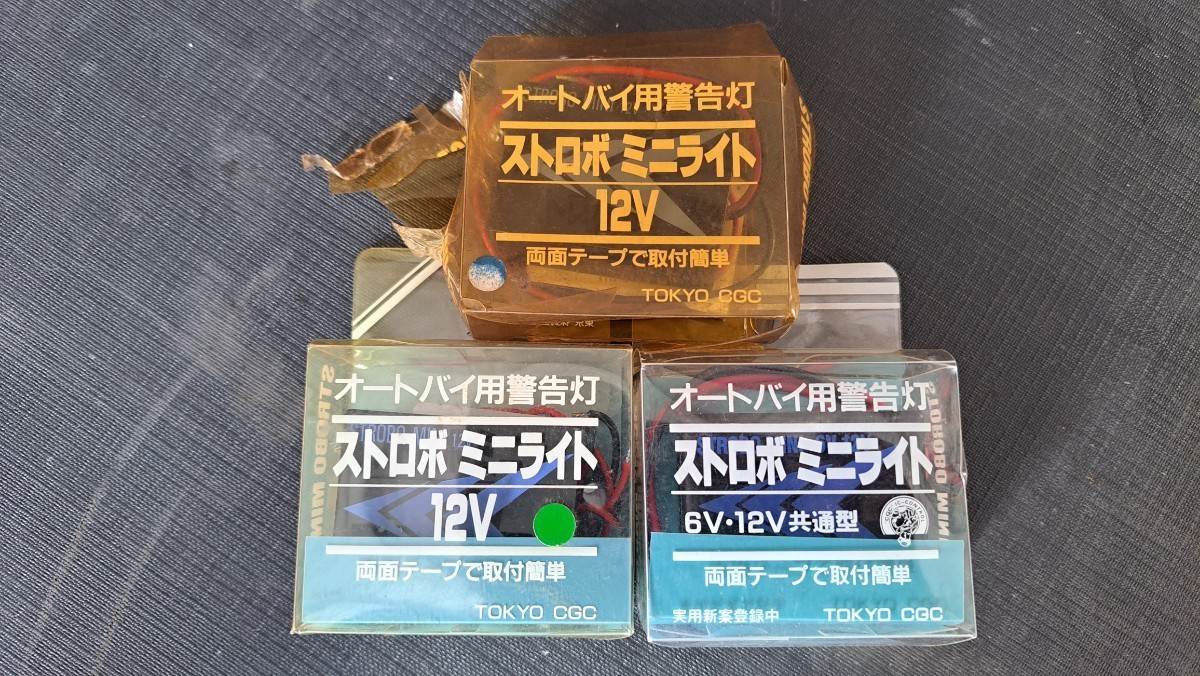 オートバイ用警告灯
ストロボ ミニライト
12V
両面テープで取付簡単
TOKYO CGC
オートバイ用警告灯
ストロボ ミニライト
12V
両面テープで取付簡単
TOKYO CGC
STROBO MINI
オートバイ用警告灯
ストロボ ミニライト
6V・12V共通型
両面テープで取付簡単
実用新案登録中
TOKYO CGC
STOROBO MINI